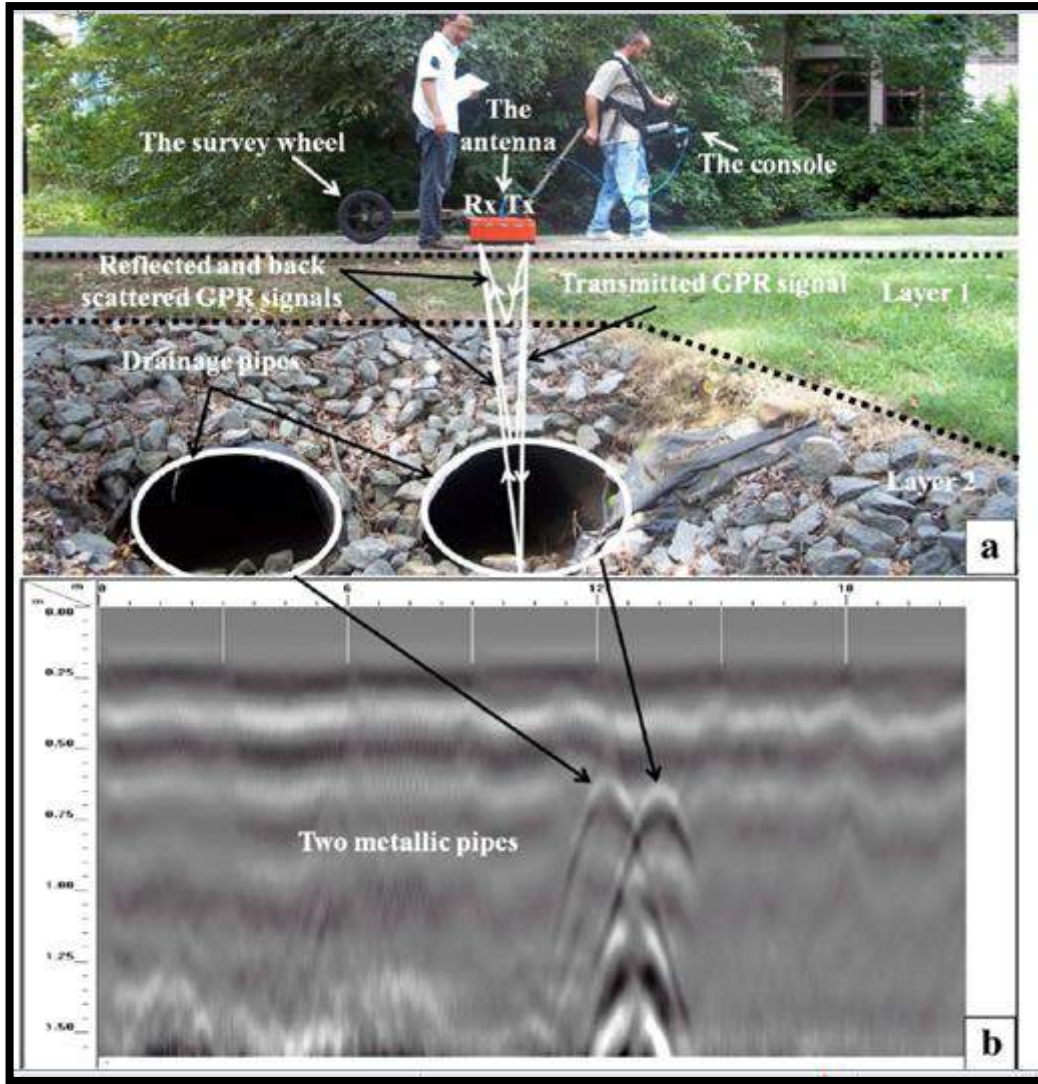 The survey wheel
The
antenna
The console
Rx Tx
Reflected and back
scattered GPR signals
Transmitted GPR signal
Layer 1
Drainage pipes
Layer 2
a
m
m
0
6
12
18
0.00
0.25
0.50
0.75
1.00
1.25
1.50
Two metallic pipes
b